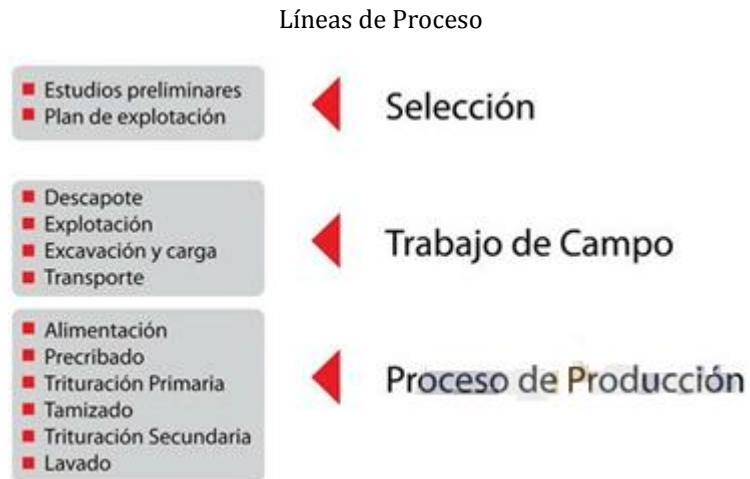 Líneas de Proceso
Estudios preliminares
Plan de explotación
Selección
Descapote
Explotación
Excavación y carga
Transporte
Trabajo de Campo
Alimentación
Precribado
Trituración Primaria
Tamizado
Trituración Secundaria
Lavado
Proceso de Producción